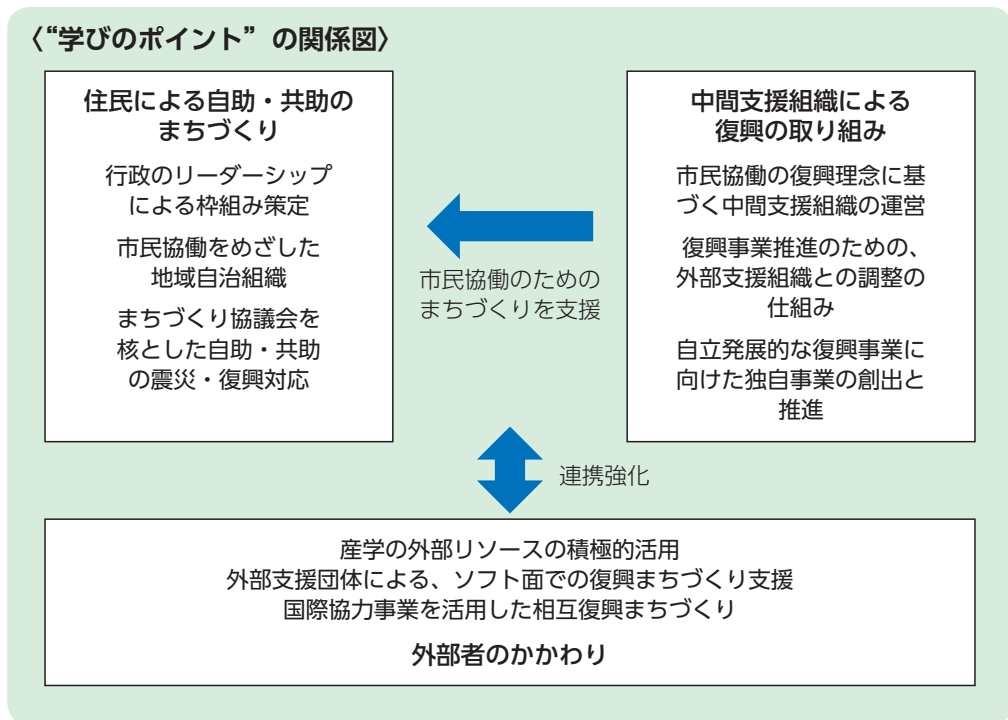 〈“学びのポイント”の関係図〉
住民による自助・共助の
まちづくり
行政のリーダーシップ
による枠組み策定
市民協働をめざした
地域自治組織
まちづくり協議会を
核とした自助・共助
の震災・復興対応
市民協働のための
まちづくりを支援
中間支援組織による
復興の取り組み
市民協働の復興理念に基
づく中間支援組織の運営
復興事業推進のための、
外部支援組織との調整の
仕組み
自立発展的な復興事業に
向けた独自事業の創出と
推進
連携強化
産学の外部リソースの積極的活用
外部支援団体による、ソフト面での復興まちづくり支援
国際協力事業を活用した相互復興まちづくり
外部者のかかわり